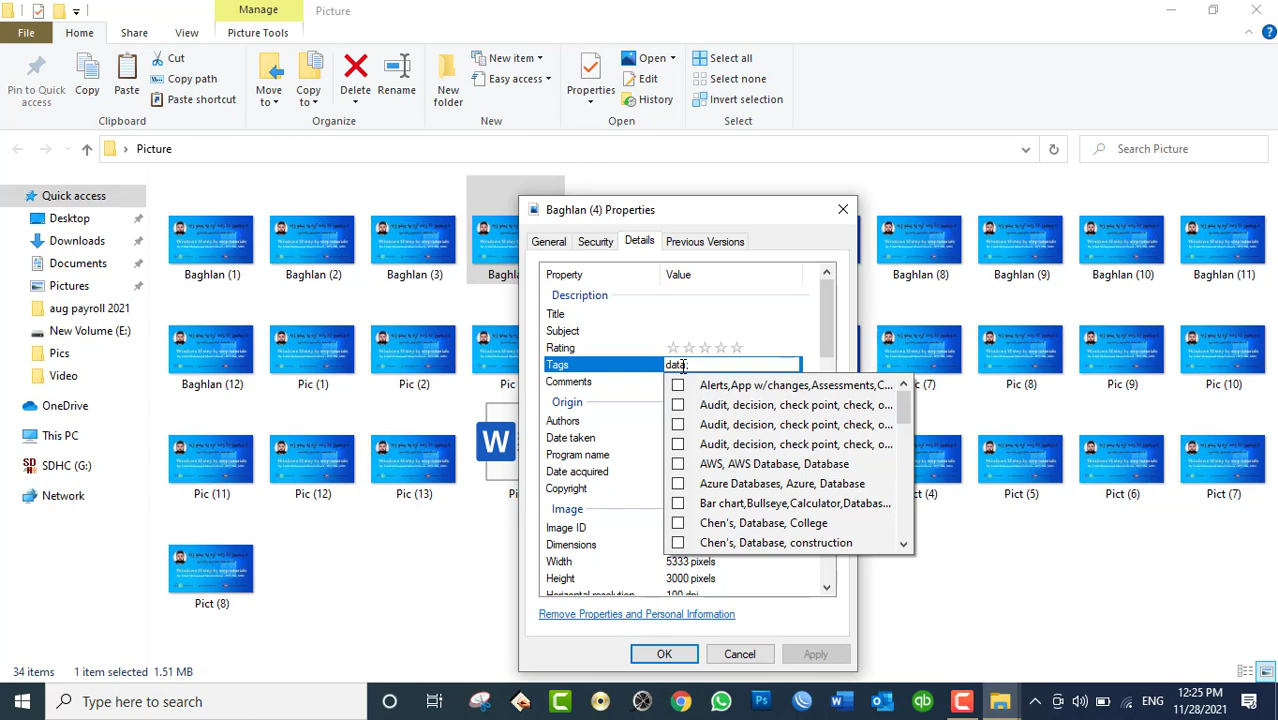 Manage
Picture
File
Home
Share
View
Picture Tools
Pin to Quick access
Copy
Paste
Cut
Copy path
Paste shortcut
Clipboard
Move to
Copy to
Delete
Rename
Organize
New folder
New item
Easy access
New
Properties
Open
Edit
History
Open
Select all
Select none
Invert selection
Select
Picture
Search Picture
Quick access
Desktop
Downloads
Documents
Pictures
aug payroll 2021
New Volume (E:)
Pics
Video
OneDrive
This PC
SDHC (G:)
Network
Baghlan (1)
Baghlan (2)
Baghlan (3)
Baghlan (8)
Baghlan (9)
Baghlan (10)
Baghlan (11)
Baghlan (12)
Pic (1)
Pic (2)
(7)
Pic (8)
Pic (9)
Pic (10)
Pic (11)
Pic (12)
Pic (13)
W
(4)
Pict (5)
Pict (6)
Pict (7)
Pict (8)
Baghlan (4) Properties
General
Security
Details
Previous Versions
Property
Value
Description
Title
Subject
Rating
Tags
data;
Comments
Origin
Authors
Date taken
Program name
Date acquired
Copyright
Image
Image ID
Dimensions
Width
5333 pixels
Height
3000 pixels
Horizontal resolution
100 dpi
Alerts,App w/changes,Assessments,C...
Audit, decision, check point, check, o...
Audit, decision, check point, check, o...
Audit, decision, check point, check, o...
AWS, AWS Database, Database
Azure Databases, Azure, Database
Bar chart,Bullseye,Calculator,Databas...
Chen's, Database, College
Chen's, Database, construction
Remove Properties and Personal Information
OK
Cancel
Apply
34 items
1 item selected 1.51 MB
Type here to search
ENG
12:25 PM
11/28/2021